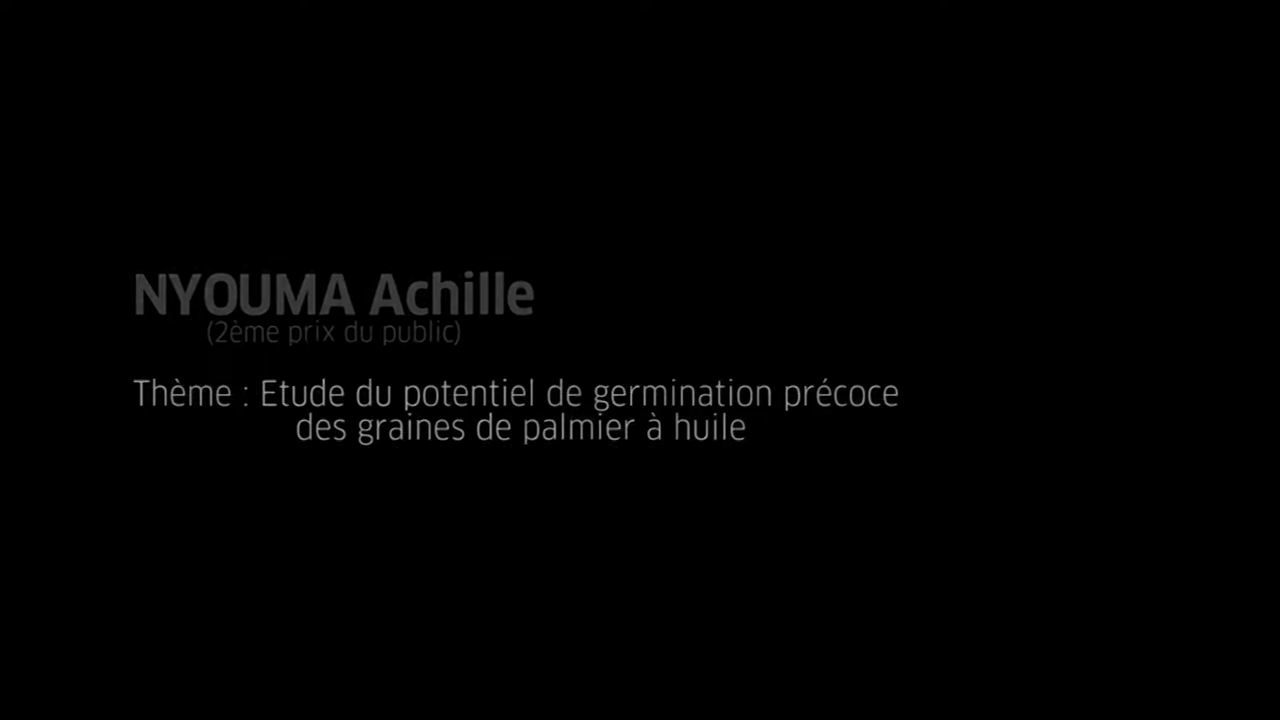 NYOUMA Achille
(2ème prix du public)
Thème : Etude du potentiel de germination précoce
des graines de palmier à huile